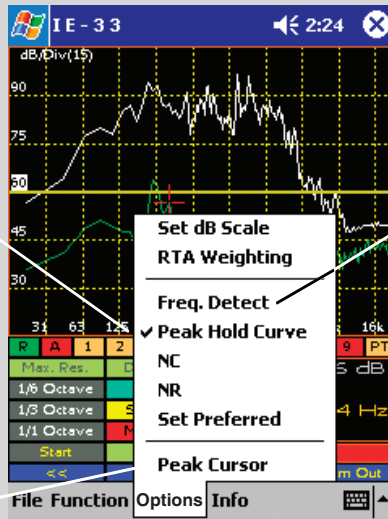 IE-33 2:24
dB/Div(15)
90
75
60
45
30
31 63 125 16k
R A 1 2 9 PT
Max. Res.
1/6 Octave
1/3 Octave
1/1 Octave
Start
<<
Set dB Scale
RTA Weighting
Freq. Detect
✓ Peak Hold Curve
NC
NR
Set Preferred
Peak Cursor
dB
4 Hz
m Out
File Function Options Info